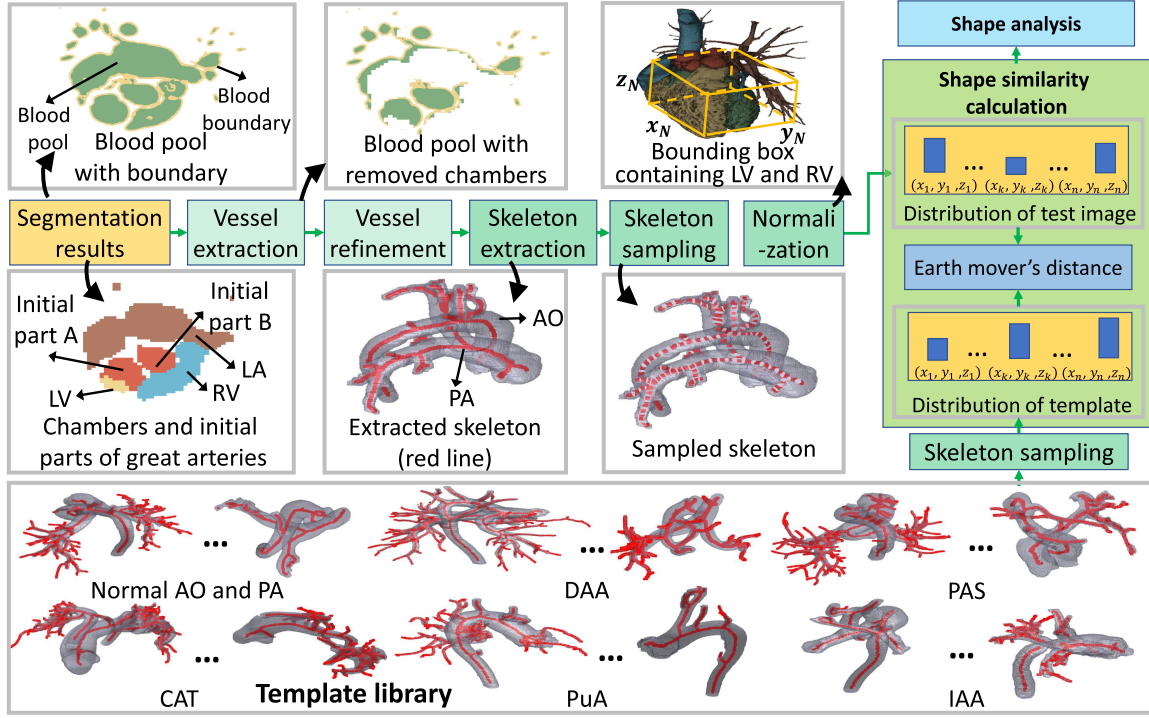 Blood
pool
Blood
boundary
Blood pool
with boundary
Blood pool with
removed chambers
z_N
x_N
y_N
Bounding box
containing LV and RV
Shape analysis
Shape similarity
calculation
...
...
(x_1, y_1, z_1) (x_k, y_k, z_k) (x_n, y_n, z_n)
Distribution of test image
Earth mover's distance
...
...
(x_1, y_1, z_1) (x_k, y_k, z_k) (x_n, y_n, z_n)
Distribution of template
Skeleton sampling
Segmentation
results
Vessel
extraction
Vessel
refinement
Skeleton
extraction
Skeleton
sampling
Normali
-zation
Initial
part A
Initial
part B
LA
RV
LV
Chambers and initial
parts of great arteries
AO
PA
Extracted skeleton
(red line)
Sampled skeleton
...
Normal AO and PA
...
DAA
...
PAS
...
CAT
Template library
...
PuA
...
IAA